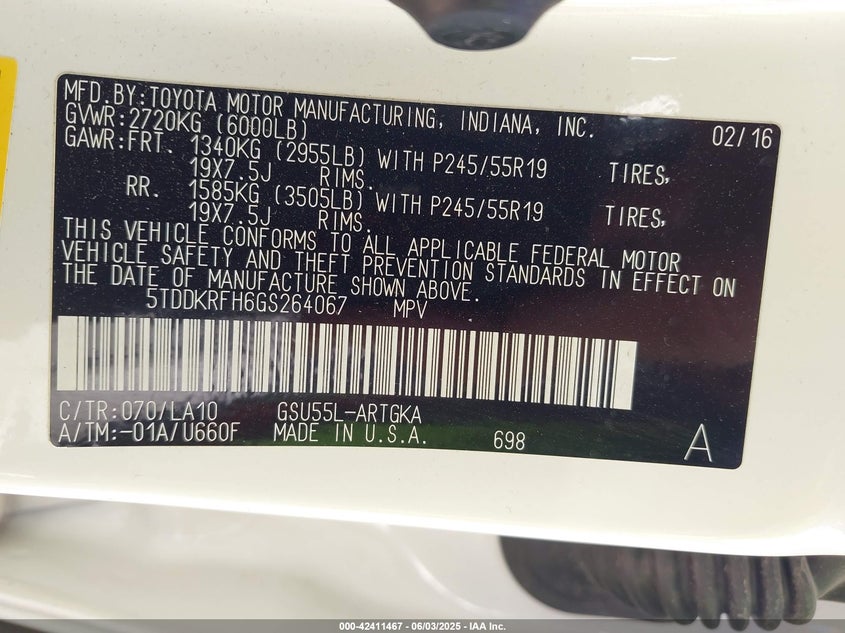 MFD.BY:TOYOTA MOTOR MANUFACTURING, INDIANA, INC. 02/16
GVWR:2720KG (6000LB)
GAWR:FRT. 1340KG (2955LB) WITH P245/55R19 TIRES,
19X7.5J RIMS.
RR. 1585KG (3505LB) WITH P245/55R19 TIRES,
19X7.5J RIMS.
THIS VEHICLE CONFORMS TO ALL APPLICABLE FEDERAL MOTOR
VEHICLE SAFETY AND THEFT PREVENTION STANDARDS IN EFFECT ON
THE DATE OF MANUFACTURE SHOWN ABOVE.
5TDDKRFH6GS264067 MPV
C/TR:070/LA10 GSU55L-ARTGKA
A/TM:-01A/U660F MADE IN U.S.A. 698 A
000-42411467 - 06/03/2025 - IAA Inc.